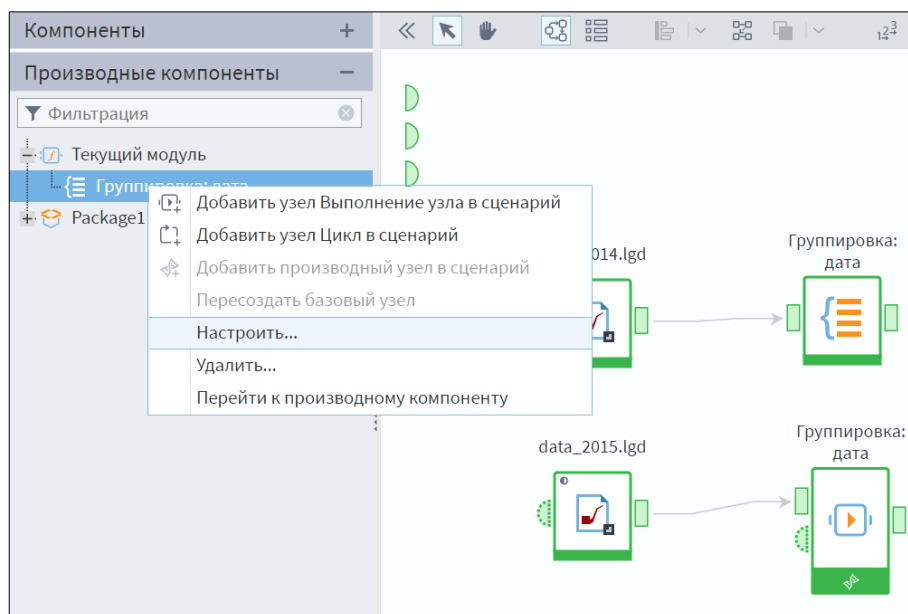 Компоненты
Производные компоненты
Фильтрация
Текущий модуль
Группировка: дата
Package1
Добавить узел Выполнение узла в сценарий
Добавить узел Цикл в сценарий
Добавить производный узел в сценарий
Пересоздать базовый узел
Настроить...
Удалить...
Перейти к производному компоненту
014.lgd
Группировка:
дата
data_2015.lgd
Группировка:
дата